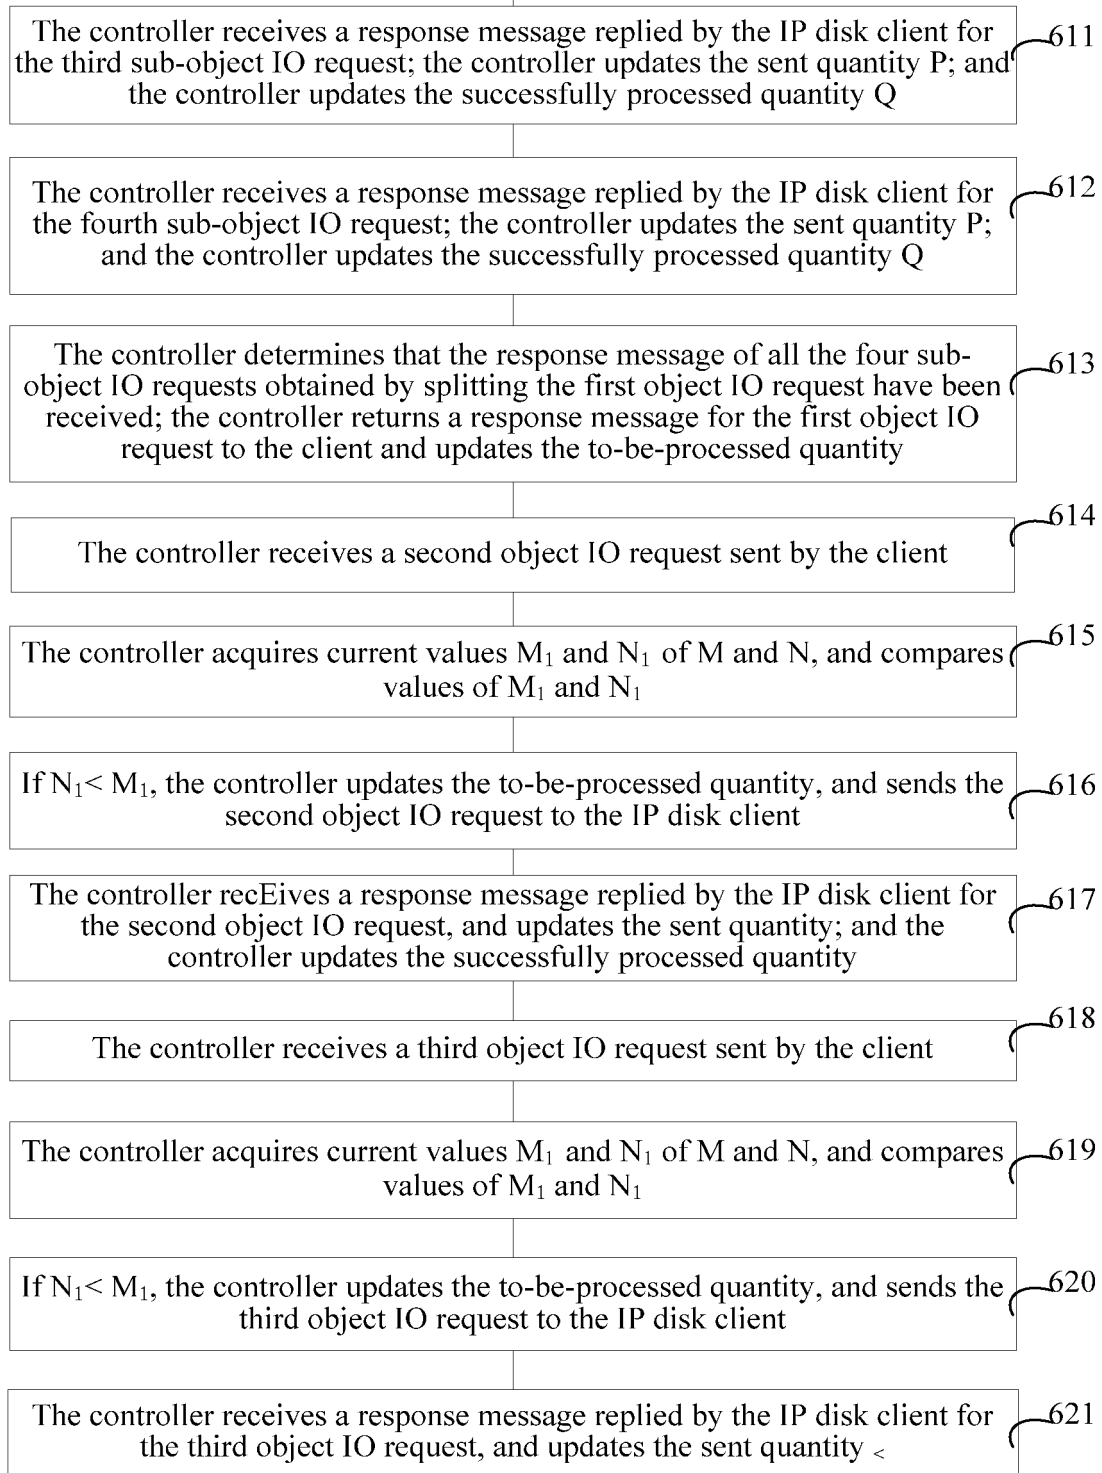 The controller receives a response message replied by the IP disk client for
the third sub-object IO request; the controller updates the sent quantity P; and
the controller updates the successfully processed quantity Q
611
The controller receives a response message replied by the IP disk client for
the fourth sub-object IO request; the controller updates the sent quantity P;
and the controller updates the successfully processed quantity Q
612
The controller determines that the response message of all the four sub-
object IO requests obtained by splitting the first object IO request have been
received; the controller returns a response message for the first object IO
request to the client and updates the to-be-processed quantity
613
The controller receives a second object IO request sent by the client
614
The controller acquires current values M₁ and N₁ of M and N, and compares
values of M₁ and N₁
615
If N₁< M₁, the controller updates the to-be-processed quantity, and sends the
second object IO request to the IP disk client
616
The controller recEives a response message replied by the IP disk client for
the second object IO request, and updates the sent quantity; and the
controller updates the successfully processed quantity
617
The controller receives a third object IO request sent by the client
618
The controller acquires current values M₁ and N₁ of M and N, and compares
values of M₁ and N₁
619
If N₁< M₁, the controller updates the to-be-processed quantity, and sends the
third object IO request to the IP disk client
620
The controller receives a response message replied by the IP disk client for
the third object IO request, and updates the sent quantity <
621